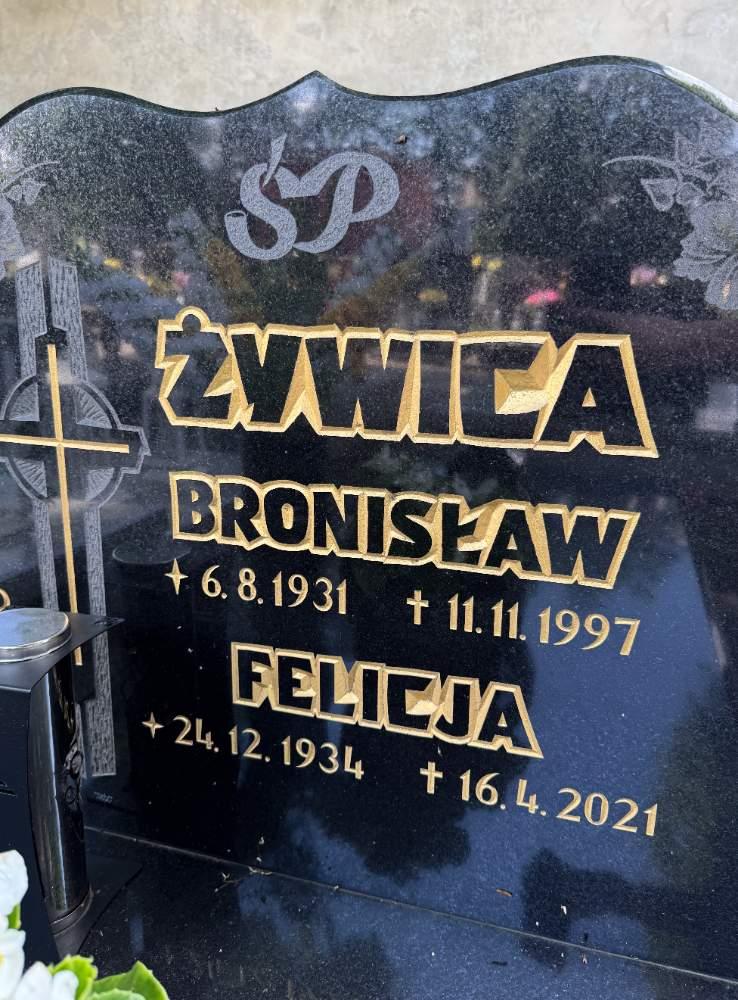 ŚP
ŻYWICA
BRONISŁAW
6. 8. 1931 † 11. 11. 1997
FELICJA
24. 12. 1934 † 16. 4. 2021